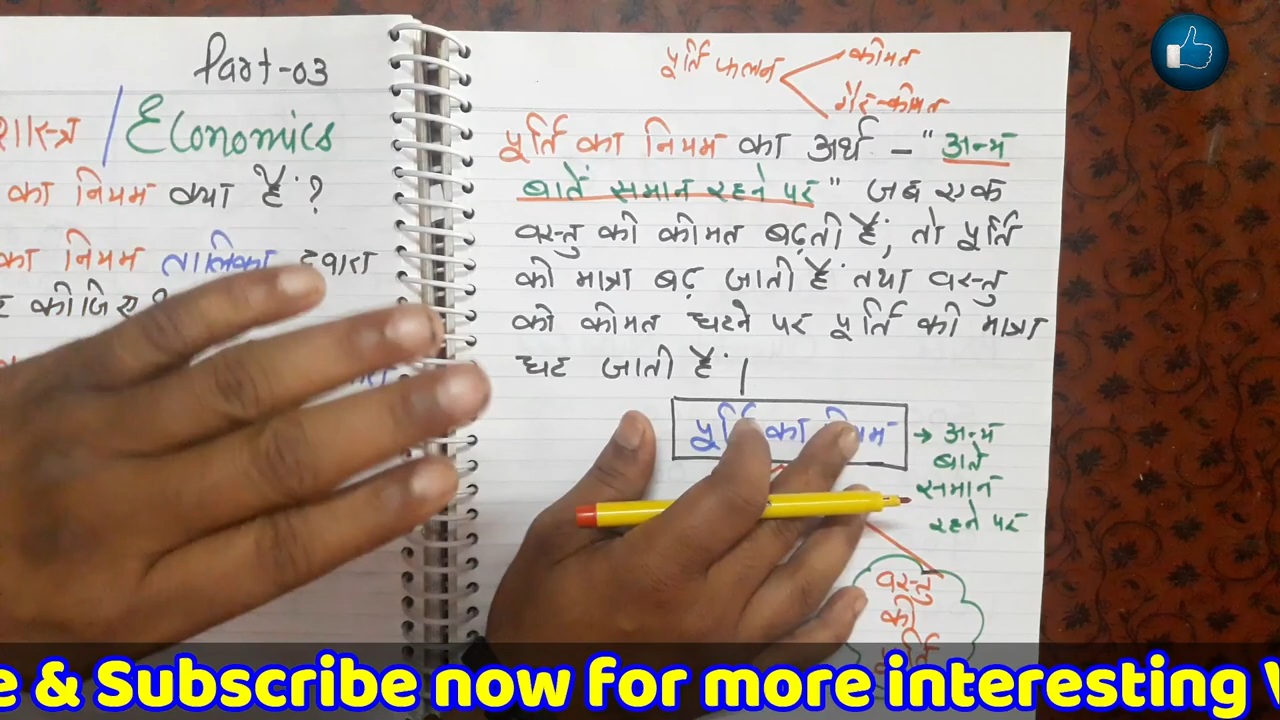 Part-03
शास्त्र / Economics
का नियम क्या है ?
का नियम तालिका द्वारा
कीजिए ?
पूर्ति फलन
कीमत
गैर-कीमत
पूर्ति का नियम का अर्थ - " अन्य
बातें समान रहने पर " जब एक
वस्तु की कीमत बढ़ती हैं, तो पूर्ति
की मात्रा बढ़ जाती हैं तथा वस्तु
की कीमत घटने पर पूर्ति की मात्रा
घट जाती हैं |
पूर्ति का नियम
→ अन्य
बातें
समान
रहने पर
वस्तु
की
& Subscribe now for more interesting